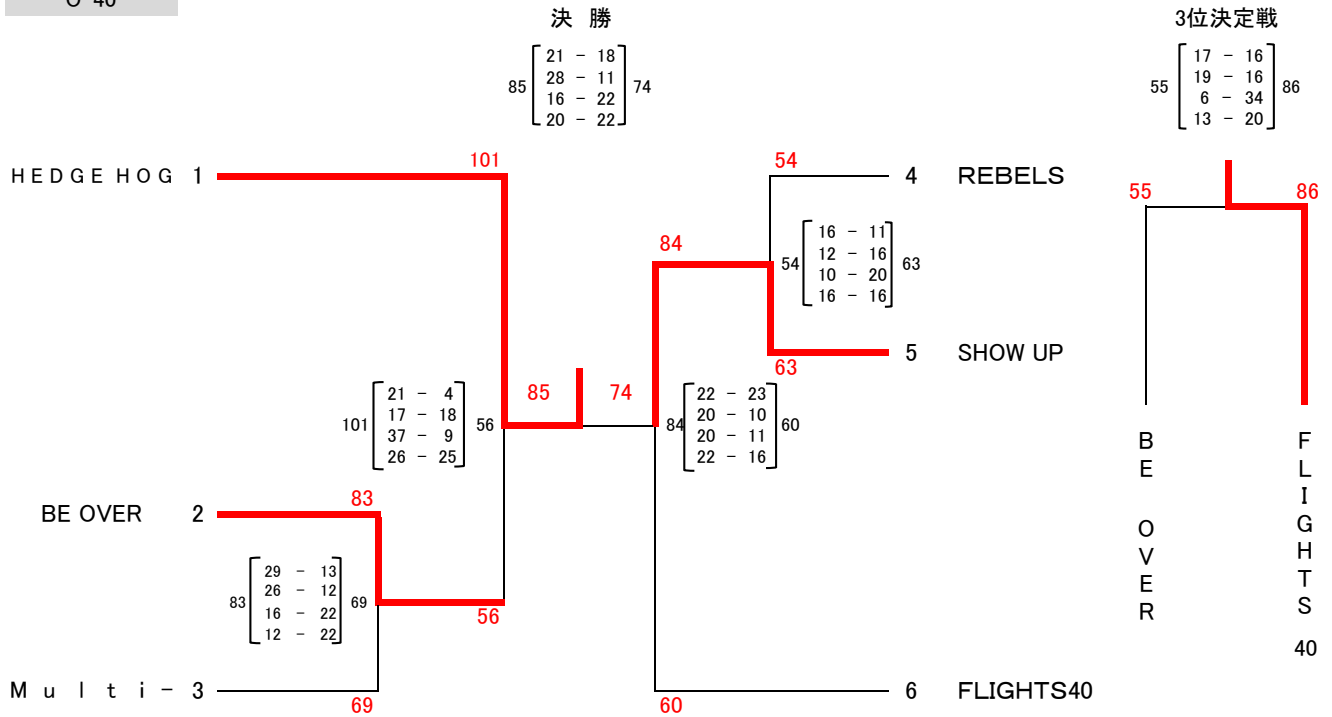 O-40
決 勝
3位決定戦
85 21 - 18 74
28 - 11
16 - 22
20 - 22
55 17 - 16 86
19 - 16
6 - 34
13 - 20
HEDGE HOG 1
101
54
4 REBELS
55
86
84
54 16 - 11 63
12 - 16
10 - 20
16 - 16
63
5 SHOW UP
101 21 - 4 56
17 - 18
37 - 9
26 - 25
85
74
84 22 - 23 60
20 - 10
20 - 11
22 - 16
BE OVER
FLIGHTS 40
BE OVER 2
83
83 29 - 13 69
26 - 12
16 - 22
12 - 22
56
Multi- 3
69
60
6 FLIGHTS40